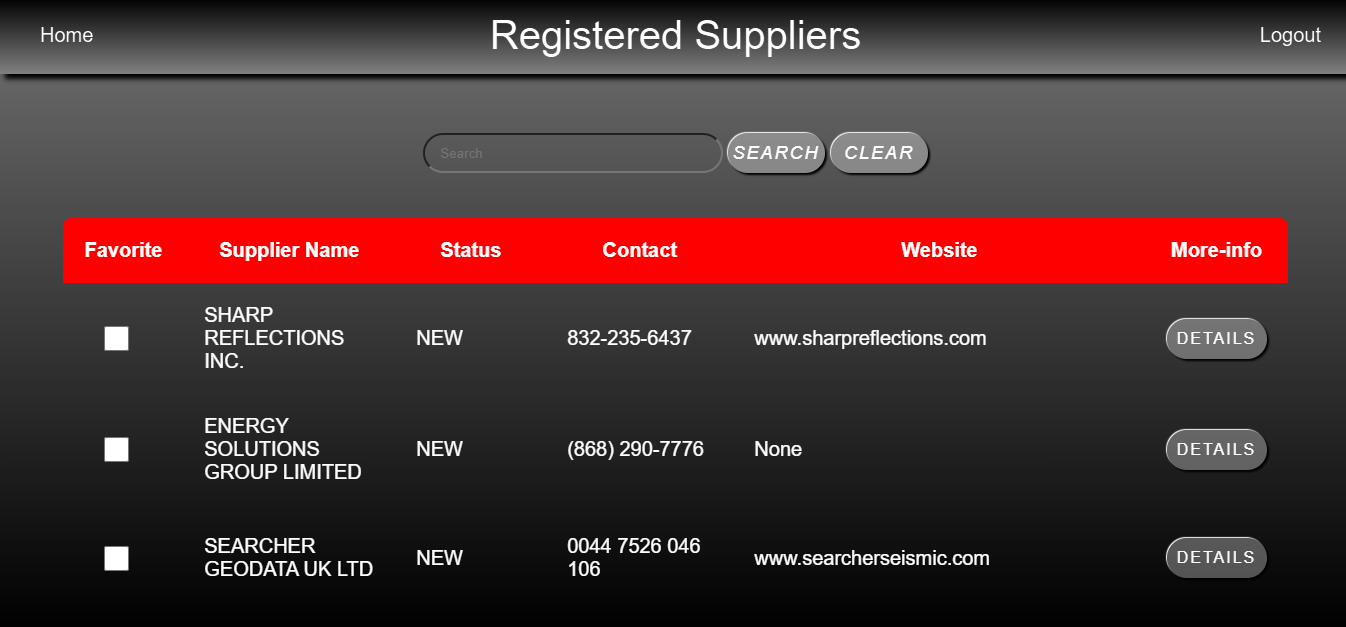 Home Registered Suppliers Logout
Search SEARCH CLEAR
Favorite Supplier Name Status Contact Website More-info
SHARP
REFLECTIONS
INC.
NEW 832-235-6437 www.sharpreflections.com DETAILS
ENERGY
SOLUTIONS
GROUP LIMITED
NEW (868) 290-7776 None DETAILS
SEARCHER
GEODATA UK LTD
NEW
0044 7526 046
106
www.searcherseismic.com DETAILS